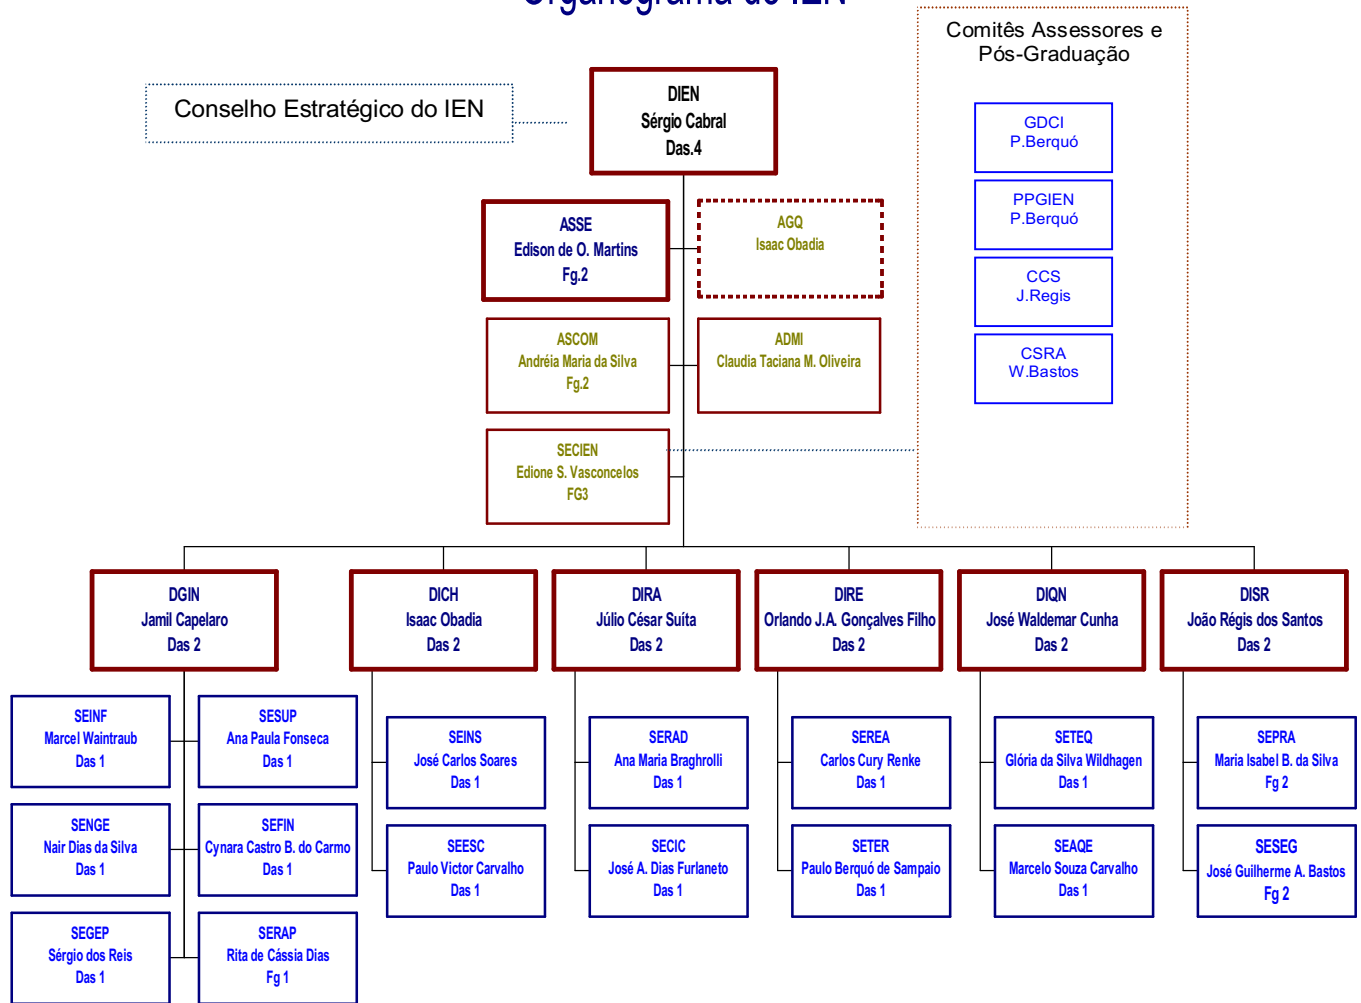 Organograma do IEN
Comitês Assessores e
Pós-Graduação
Conselho Estratégico do IEN
DIEN
Sérgio Cabral
Das.4
GDCI
P.Berquó
PPGIEN
P.Berquó
CCS
J.Regis
CSRA
W.Bastos
ASSE
Edison de O. Martins
Fg.2
AGQ
Isaac Obadia
ASCOM
Andréia Maria da Silva
Fg.2
ADMI
Claudia Taciana M. Oliveira
SECIEN
Edione S. Vasconcelos
FG3
DGIN
Jamil Capelaro
Das 2
DICH
Isaac Obadia
Das 2
DIRA
Júlio César Suíta
Das 2
DIRE
Orlando J.A. Gonçalves Filho
Das 2
DIQN
José Waldemar Cunha
Das 2
DISR
João Régis dos Santos
Das 2
SEINF
Marcel Waintraub
Das 1
SESUP
Ana Paula Fonseca
Das 1
SENGE
Nair Dias da Silva
Das 1
SEFIN
Cynara Castro B. do Carmo
Das 1
SEGEP
Sérgio dos Reis
Das 1
SERAP
Rita de Cássia Dias
Fg 1
SEINS
José Carlos Soares
Das 1
SEESC
Paulo Victor Carvalho
Das 1
SERAD
Ana Maria Braghrolli
Das 1
SECIC
José A. Dias Furlaneto
Das 1
SEREA
Carlos Cury Renke
Das 1
SETER
Paulo Berquó de Sampaio
Das 1
SETEQ
Glória da Silva Wildhagen
Das 1
SEAQE
Marcelo Souza Carvalho
Das 1
SEPRA
Maria Isabel B. da Silva
Fg 2
SESEG
José Guilherme A. Bastos
Fg 2